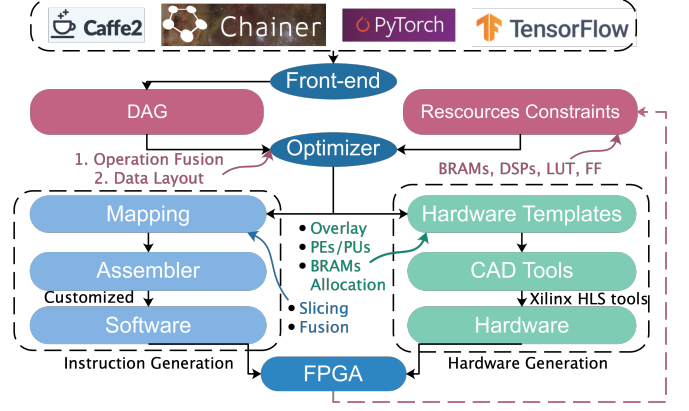 Caffe2
Chainer
PyTorch
TensorFlow
Front-end
DAG
Rescources Constraints
Optimizer
1. Operation Fusion
2. Data Layout
BRAMs, DSPs, LUT, FF
Mapping
Hardware Templates
• Overlay
• PEs/PUs
• BRAMs
Allocation
Assembler
CAD Tools
Customized
Xilinx HLS tools
• Slicing
• Fusion
Software
Hardware
Instruction Generation
Hardware Generation
FPGA